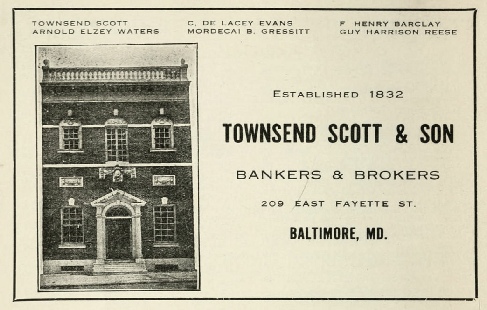 TOWNSEND SCOTT C. DE LACEY EVANS F HENRY BARCLAY
ARNOLD ELZEY WATERS MORDECAI B. GRESSITT GUY HARRISON REESE
ESTABLISHED 1832
TOWNSEND SCOTT & SON
BANKERS & BROKERS
209 EAST FAYETTE ST.
BALTIMORE, MD.